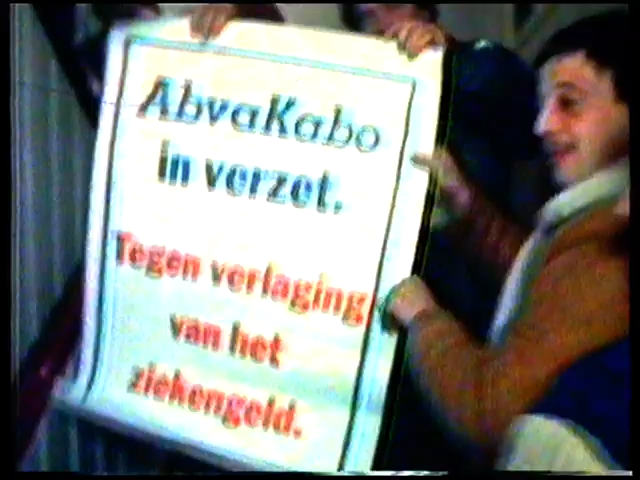 AbvaKabo
in verzet.
Tegen verlaging
van het
ziekengeld.